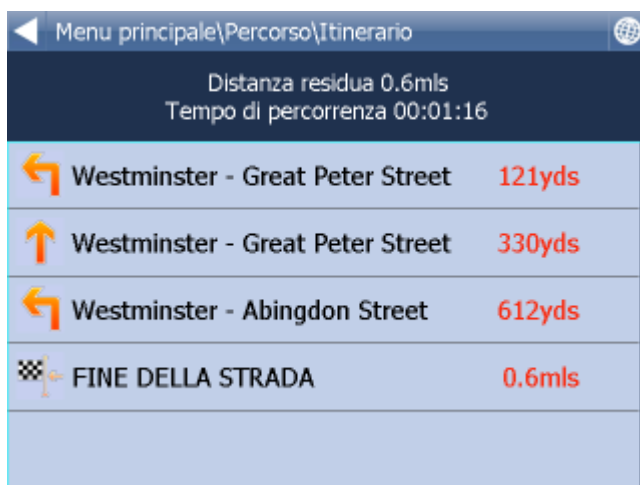 Menu principale\Percorso\Itinerario
Distanza residua 0.6mls
Tempo di percorrenza 00:01:16
Westminster - Great Peter Street 121yds
Westminster - Great Peter Street 330yds
Westminster - Abingdon Street 612yds
FINE DELLA STRADA 0.6mls